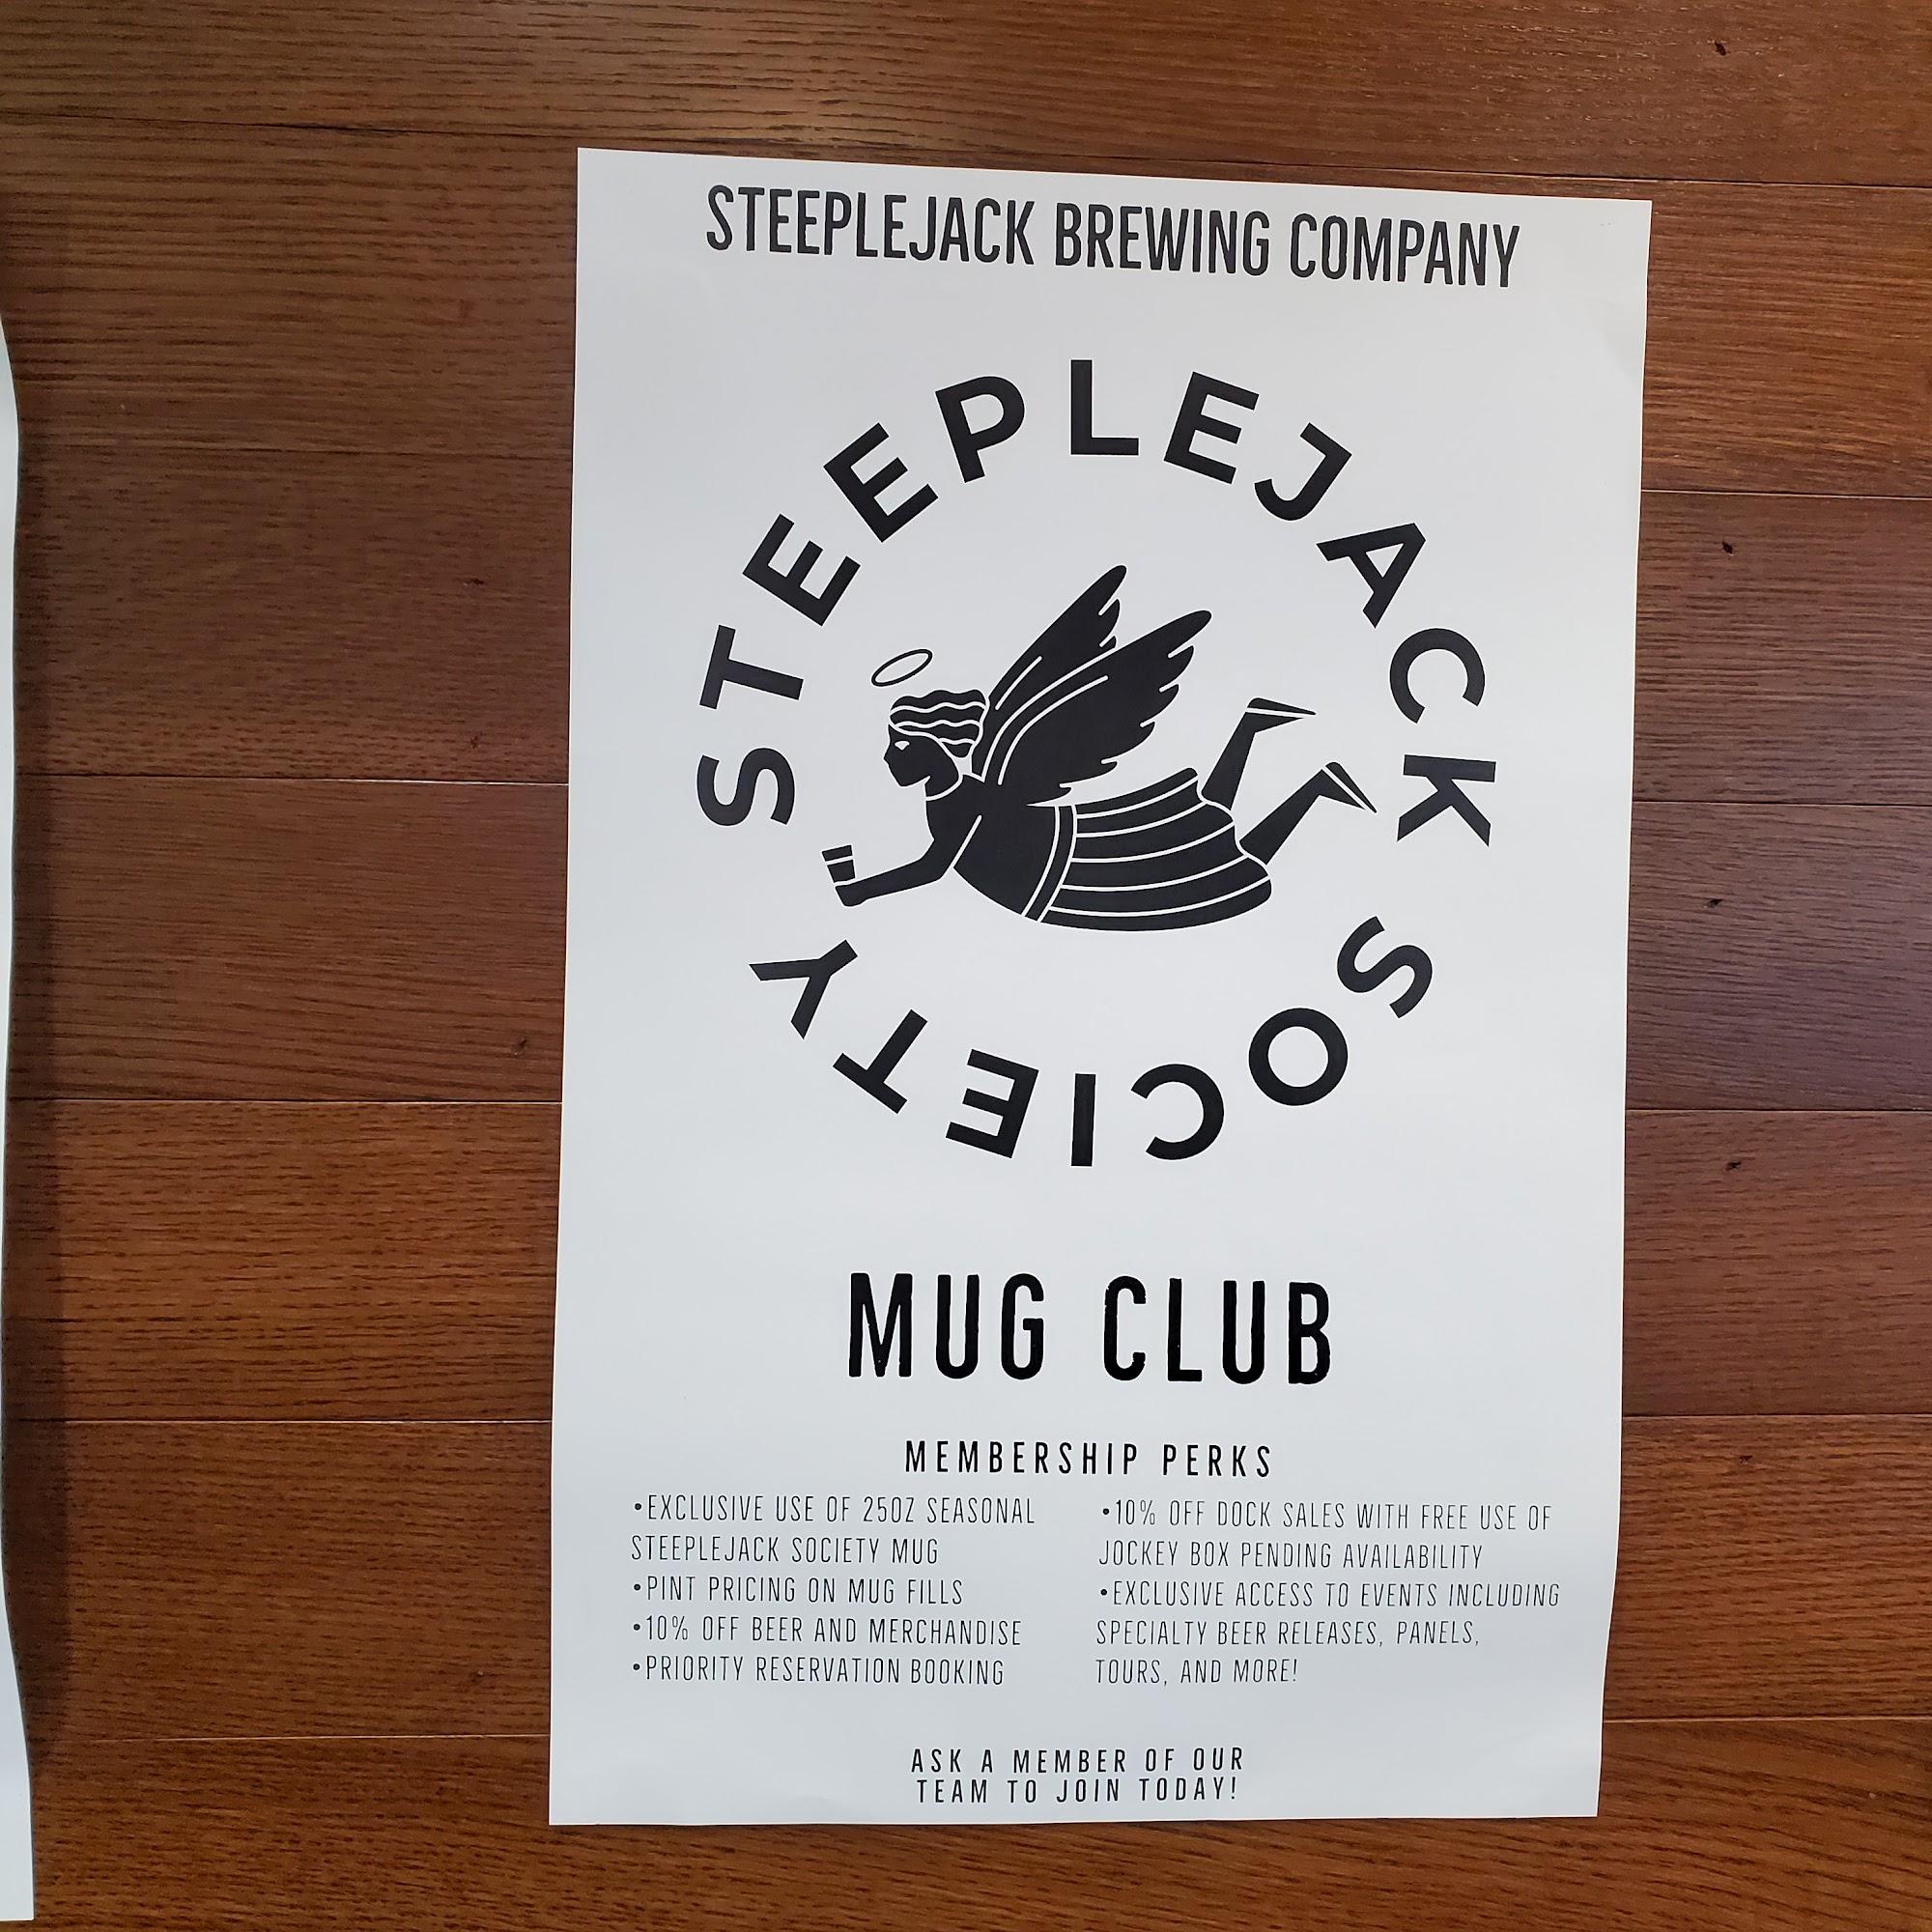 STEEPLEJACK BREWING COMPANY
STEEPLEJACK SOCIETY
MUG CLUB
MEMBERSHIP PERKS
•EXCLUSIVE USE OF 25OZ SEASONAL
STEEPLEJACK SOCIETY MUG
•PINT PRICING ON MUG FILLS
•10% OFF BEER AND MERCHANDISE
•PRIORITY RESERVATION BOOKING
•10% OFF DOCK SALES WITH FREE USE OF
JOCKEY BOX PENDING AVAILABILITY
•EXCLUSIVE ACCESS TO EVENTS INCLUDING
SPECIALTY BEER RELEASES, PANELS,
TOURS, AND MORE!
ASK A MEMBER OF OUR
TEAM TO JOIN TODAY!